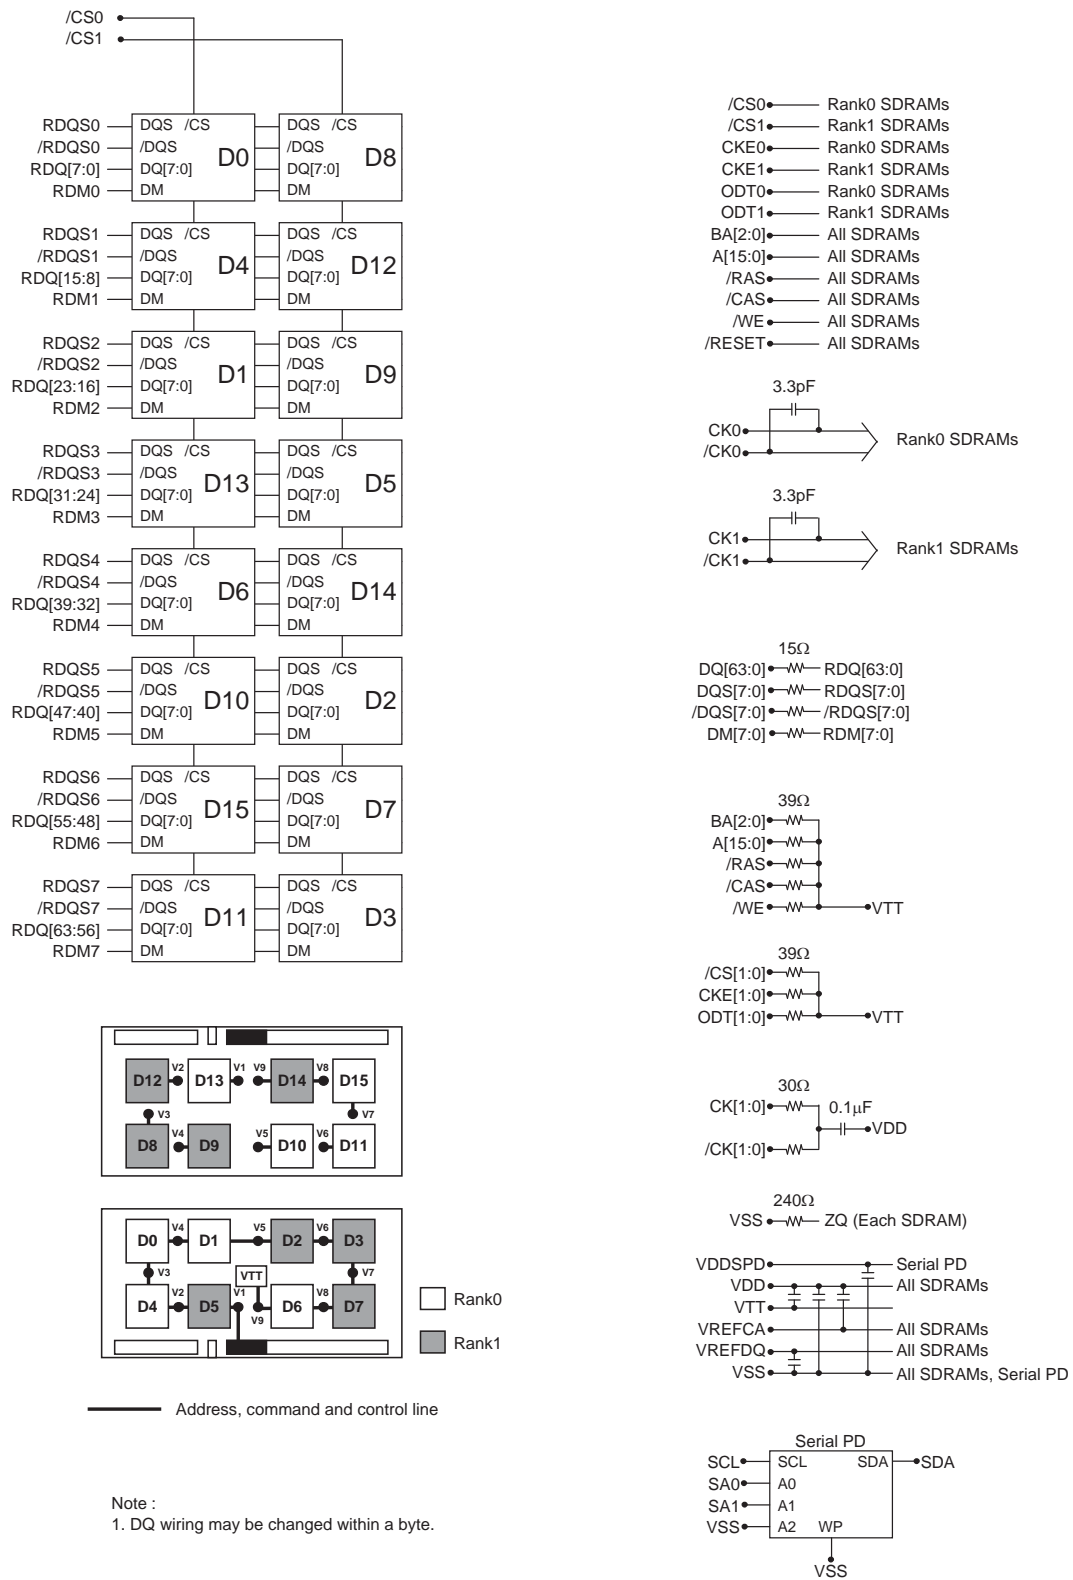 /CS0
/CS1
RDQS0
/RDQS0
RDQ[7:0]
RDM0
DQS /CS
/DQS
DQ[7:0]
DM
D0
DQS /CS
/DQS
DQ[7:0]
DM
D8
RDQS1
/RDQS1
RDQ[15:8]
RDM1
DQS /CS
/DQS
DQ[7:0]
DM
D4
DQS /CS
/DQS
DQ[7:0]
DM
D12
RDQS2
/RDQS2
RDQ[23:16]
RDM2
DQS /CS
/DQS
DQ[7:0]
DM
D1
DQS /CS
/DQS
DQ[7:0]
DM
D9
RDQS3
/RDQS3
RDQ[31:24]
RDM3
DQS /CS
/DQS
DQ[7:0]
DM
D13
DQS /CS
/DQS
DQ[7:0]
DM
D5
RDQS4
/RDQS4
RDQ[39:32]
RDM4
DQS /CS
/DQS
DQ[7:0]
DM
D6
DQS /CS
/DQS
DQ[7:0]
DM
D14
RDQS5
/RDQS5
RDQ[47:40]
RDM5
DQS /CS
/DQS
DQ[7:0]
DM
D10
DQS /CS
/DQS
DQ[7:0]
DM
D2
RDQS6
/RDQS6
RDQ[55:48]
RDM6
DQS /CS
/DQS
DQ[7:0]
DM
D15
DQS /CS
/DQS
DQ[7:0]
DM
D7
RDQS7
/RDQS7
RDQ[63:56]
RDM7
DQS /CS
/DQS
DQ[7:0]
DM
D11
DQS /CS
/DQS
DQ[7:0]
DM
D3
D12 V2 D13 V1 V9 D14 V8 D15
V3 V7
D8 V4 D9 V5 D10 V6 D11
D0 V4 D1 V5 D2 V6 D3
V3 VTT V7
D4 V2 D5 V1 V9 D6 V8 D7
Rank0
Rank1
Address, command and control line
Note :
1. DQ wiring may be changed within a byte.
/CS0 Rank0 SDRAMs
/CS1 Rank1 SDRAMs
CKE0 Rank0 SDRAMs
CKE1 Rank1 SDRAMs
ODT0 Rank0 SDRAMs
ODT1 Rank1 SDRAMs
BA[2:0] All SDRAMs
A[15:0] All SDRAMs
/RAS All SDRAMs
/CAS All SDRAMs
/WE All SDRAMs
/RESET All SDRAMs
3.3pF
CK0
/CK0
Rank0 SDRAMs
3.3pF
CK1
/CK1
Rank1 SDRAMs
15Ω
DQ[63:0] RDQ[63:0]
DQS[7:0] RDQS[7:0]
/DQS[7:0] /RDQS[7:0]
DM[7:0] RDM[7:0]
39Ω
BA[2:0]
A[15:0]
/RAS
/CAS
/WE VTT
39Ω
/CS[1:0]
CKE[1:0]
ODT[1:0] VTT
30Ω
CK[1:0] 0.1μF
VDD
/CK[1:0]
240Ω
VSS ZQ (Each SDRAM)
VDDSPD Serial PD
VDD All SDRAMs
VTT
VREFCA All SDRAMs
VREFDQ All SDRAMs
VSS All SDRAMs, Serial PD
Serial PD
SCL SCL SDA SDA
SA0 A0
SA1 A1
VSS A2 WP
VSS